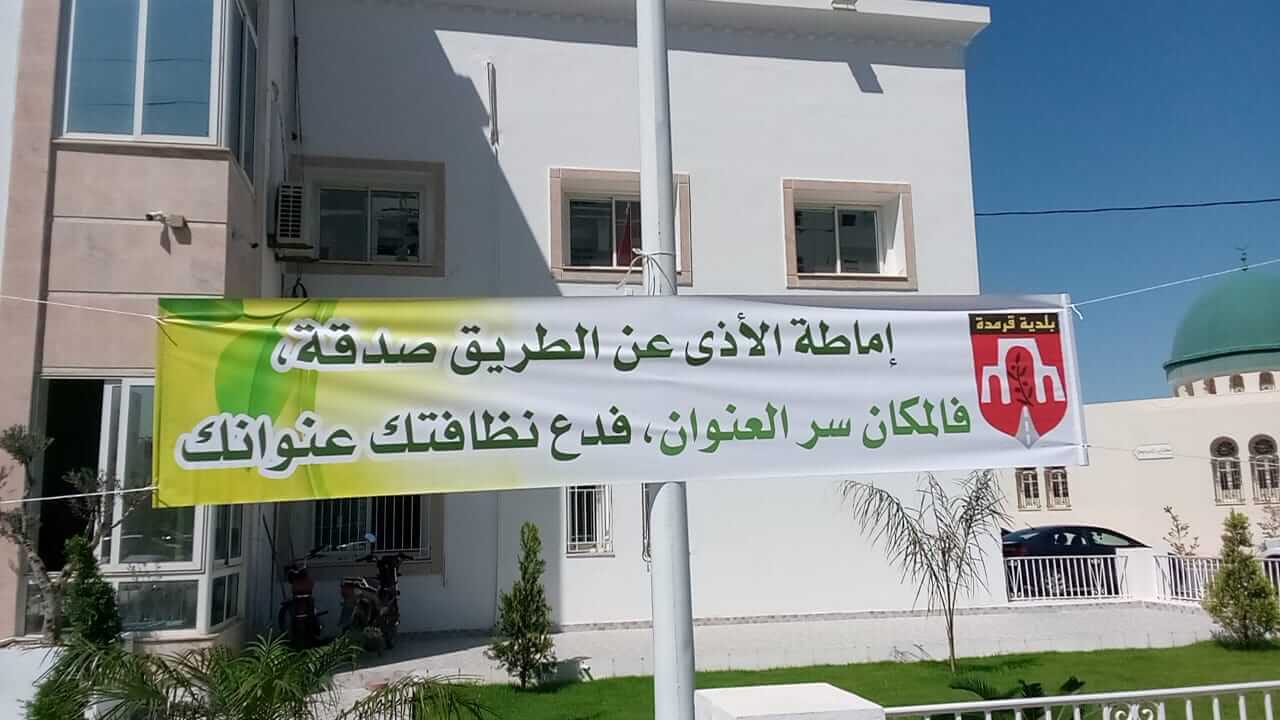 إماطة الأذى عن الطريق صدقة،
فالمكان سر العنوان، فدع نظافتك عنوانك
بلدية قرمدة